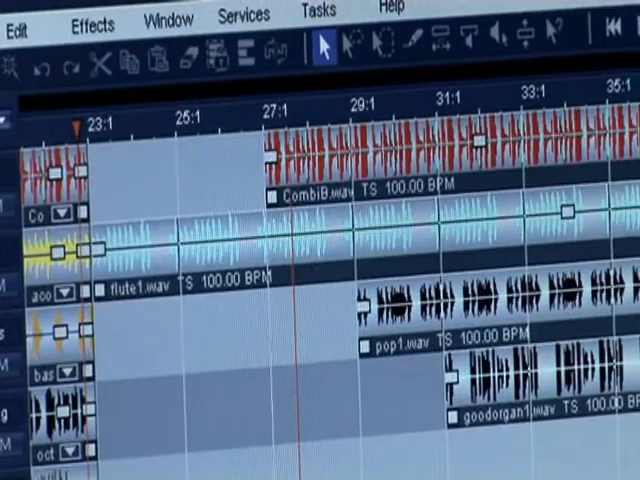 Edit Effects Window Services Tasks Help
23:1 25:1 27:1 29:1 31:1 33:1 35:1
Co CombiB.wav TS 100.00 BPM
aco flute1.wav TS 100.00 BPM
bas pop1.wav TS 100.00 BPM
oct goodorgan1.wav TS 100.00 BP